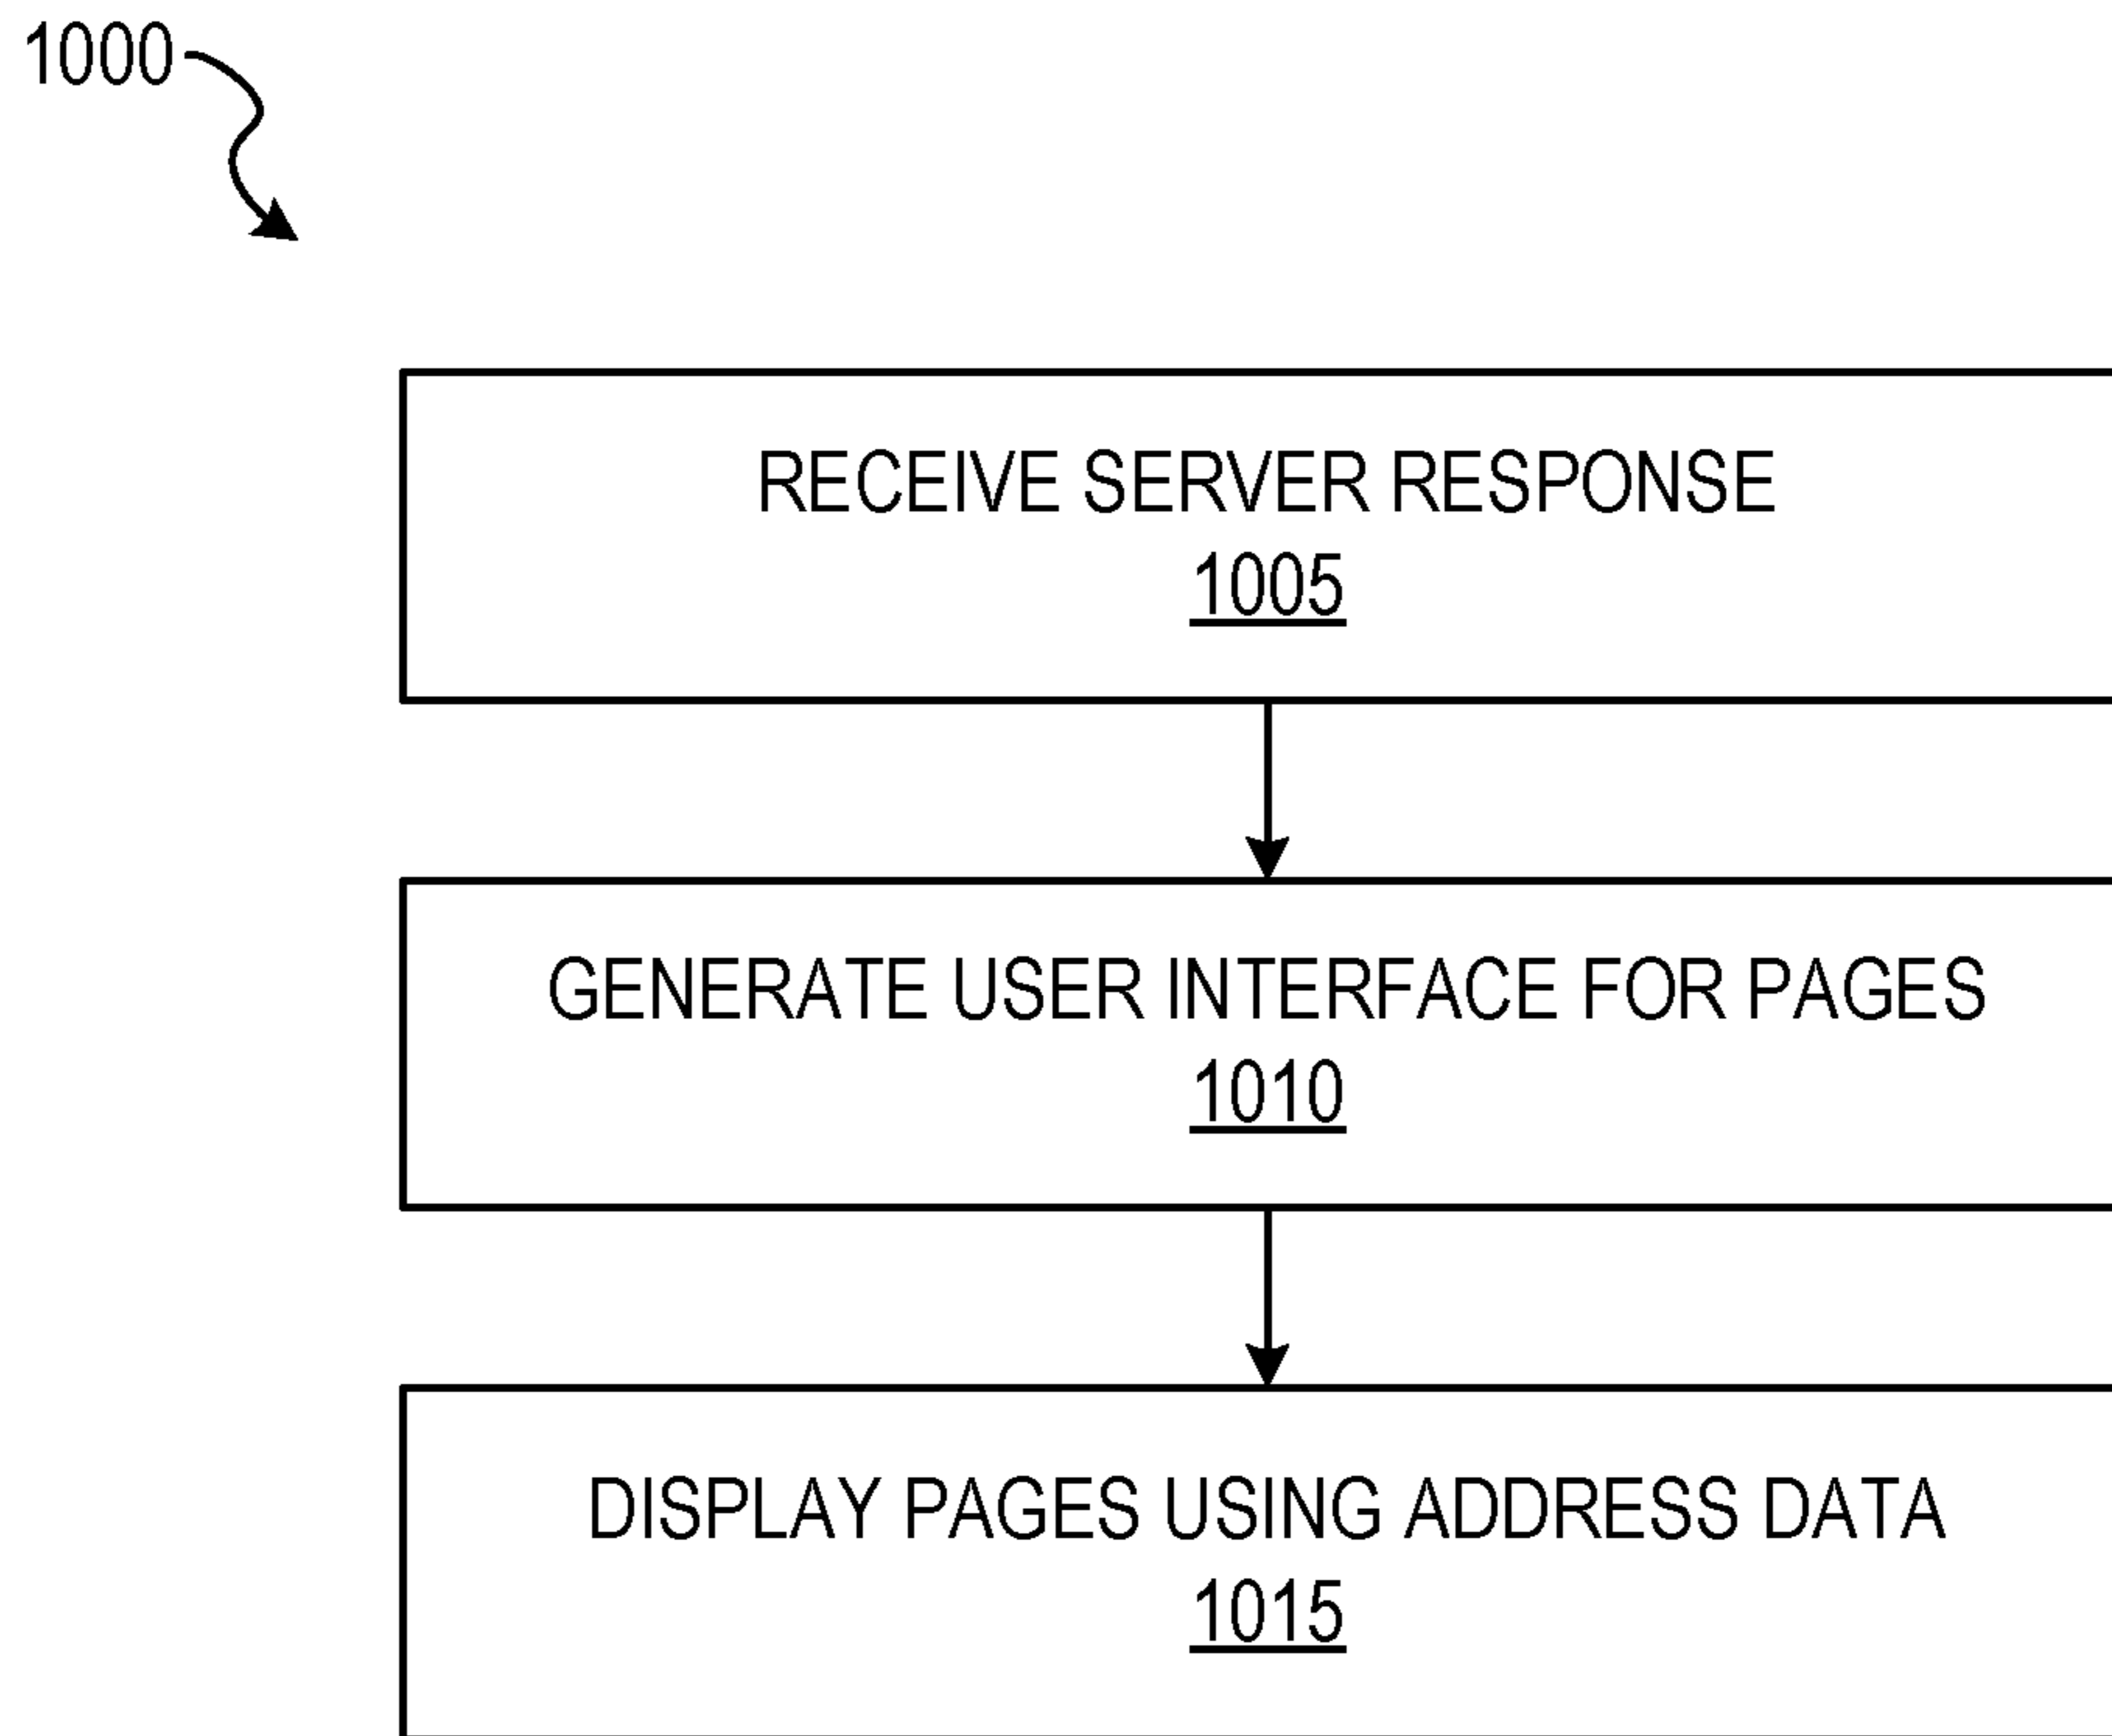 1000
RECEIVE SERVER RESPONSE
1005
GENERATE USER INTERFACE FOR PAGES
1010
DISPLAY PAGES USING ADDRESS DATA
1015